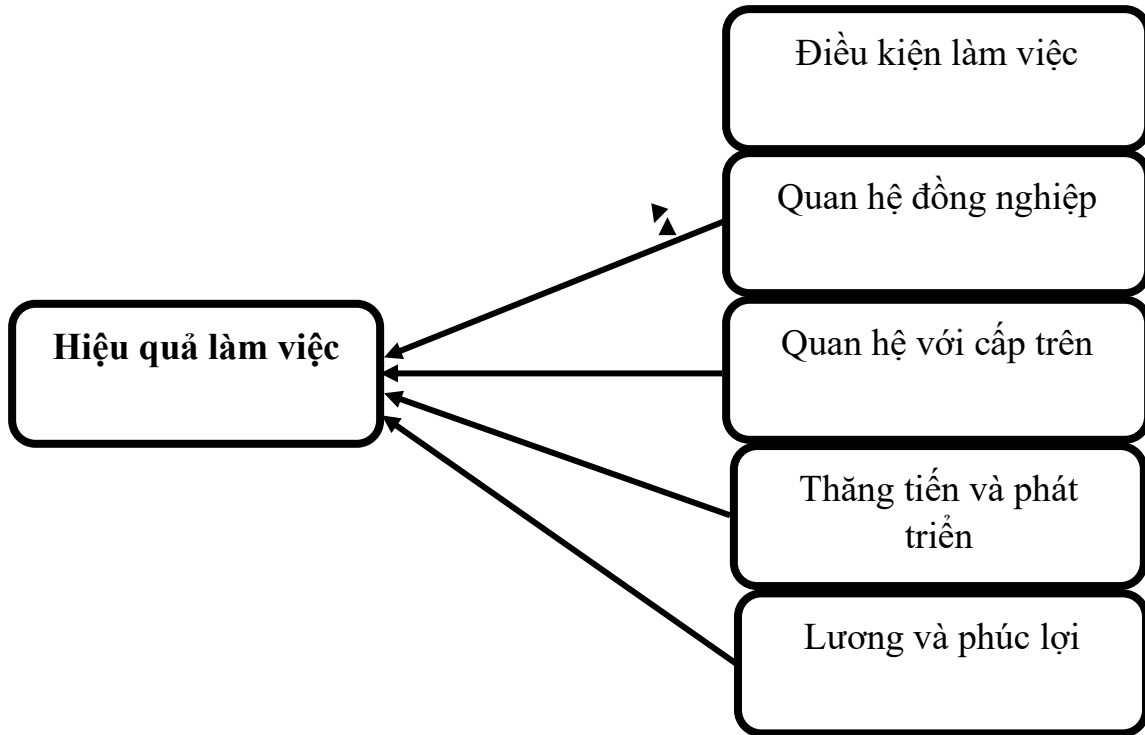 Điều kiện làm việc
Quan hệ đồng nghiệp
Hiệu quả làm việc
Quan hệ với cấp trên
Thăng tiến và phát
triển
Lương và phúc lợi